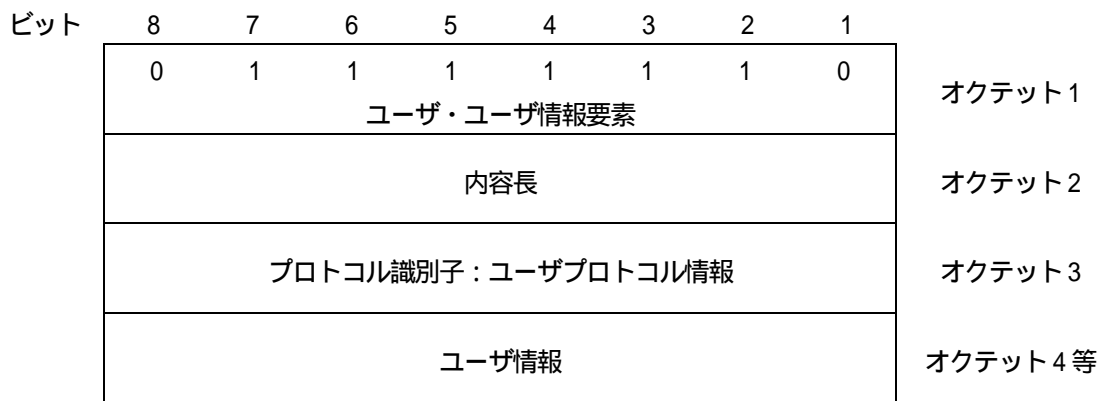 ビット 8 7 6 5 4 3 2 1
0 1 1 1 1 1 1 0
ユーザ・ユーザ情報要素 オクテット1
内容長 オクテット2
プロトコル識別子:ユーザプロトコル情報 オクテット3
ユーザ情報 オクテット4等